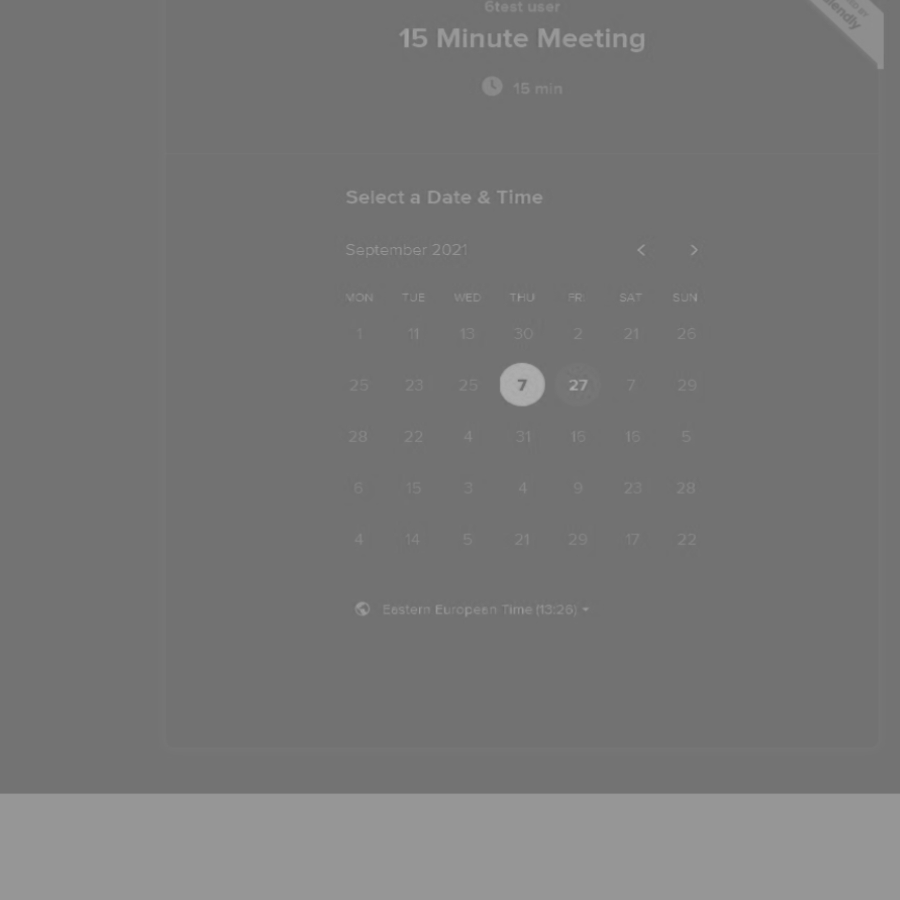 6test user
15 Minute Meeting
15 min
Select a Date & Time
September 2021
MON TUE WED THU FRI SAT SUN
1 11 13 30 2 21 26
25 23 25 7 27 7 29
28 22 4 31 15 15 5
6 15 3 4 9 23 28
4 14 5 21 29 17 22
Eastern European Time (13:26)